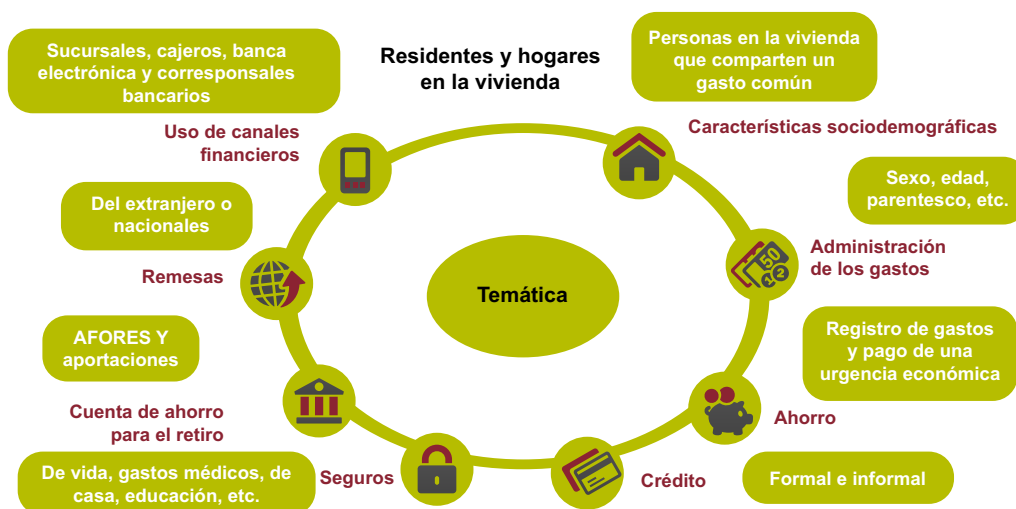 Residentes y hogares
en la vivienda
Personas en la vivienda
que comparten un
gasto común
Características sociodemográficas
Sexo, edad,
parentesco, etc.
Administración
de los gastos
Registro de gastos
y pago de una
urgencia económica
Ahorro
Formal e informal
Crédito
Seguros
De vida, gastos médicos, de
casa, educación, etc.
Cuenta de ahorro
para el retiro
AFORES Y
aportaciones
Remesas
Del extranjero o
nacionales
Uso de canales
financieros
Sucursales, cajeros, banca
electrónica y corresponsales
bancarios
Temática
50
1 2